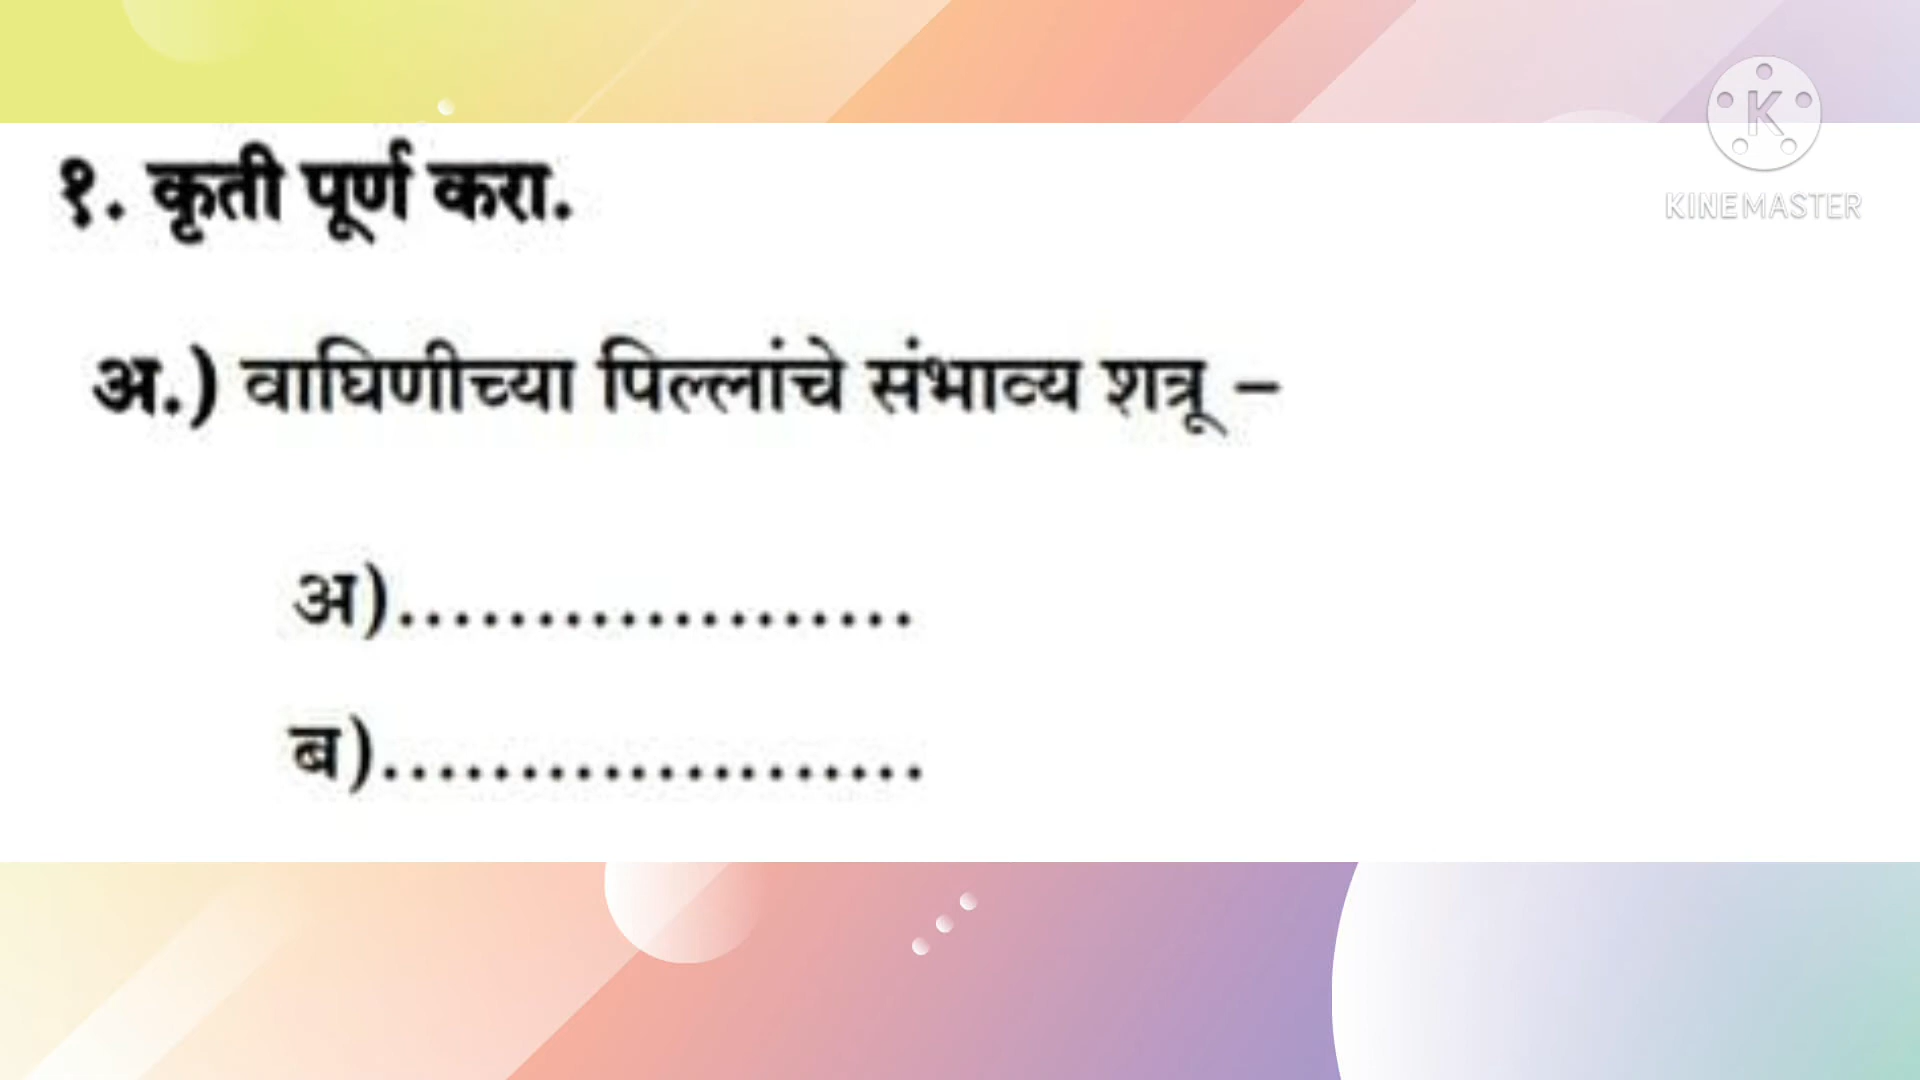 १. कृती पूर्ण करा.
K
KINEMASTER
अ.) वाघिणीच्या पिल्लांचे संभाव्य शत्रू –
अ)...................
ब)....................